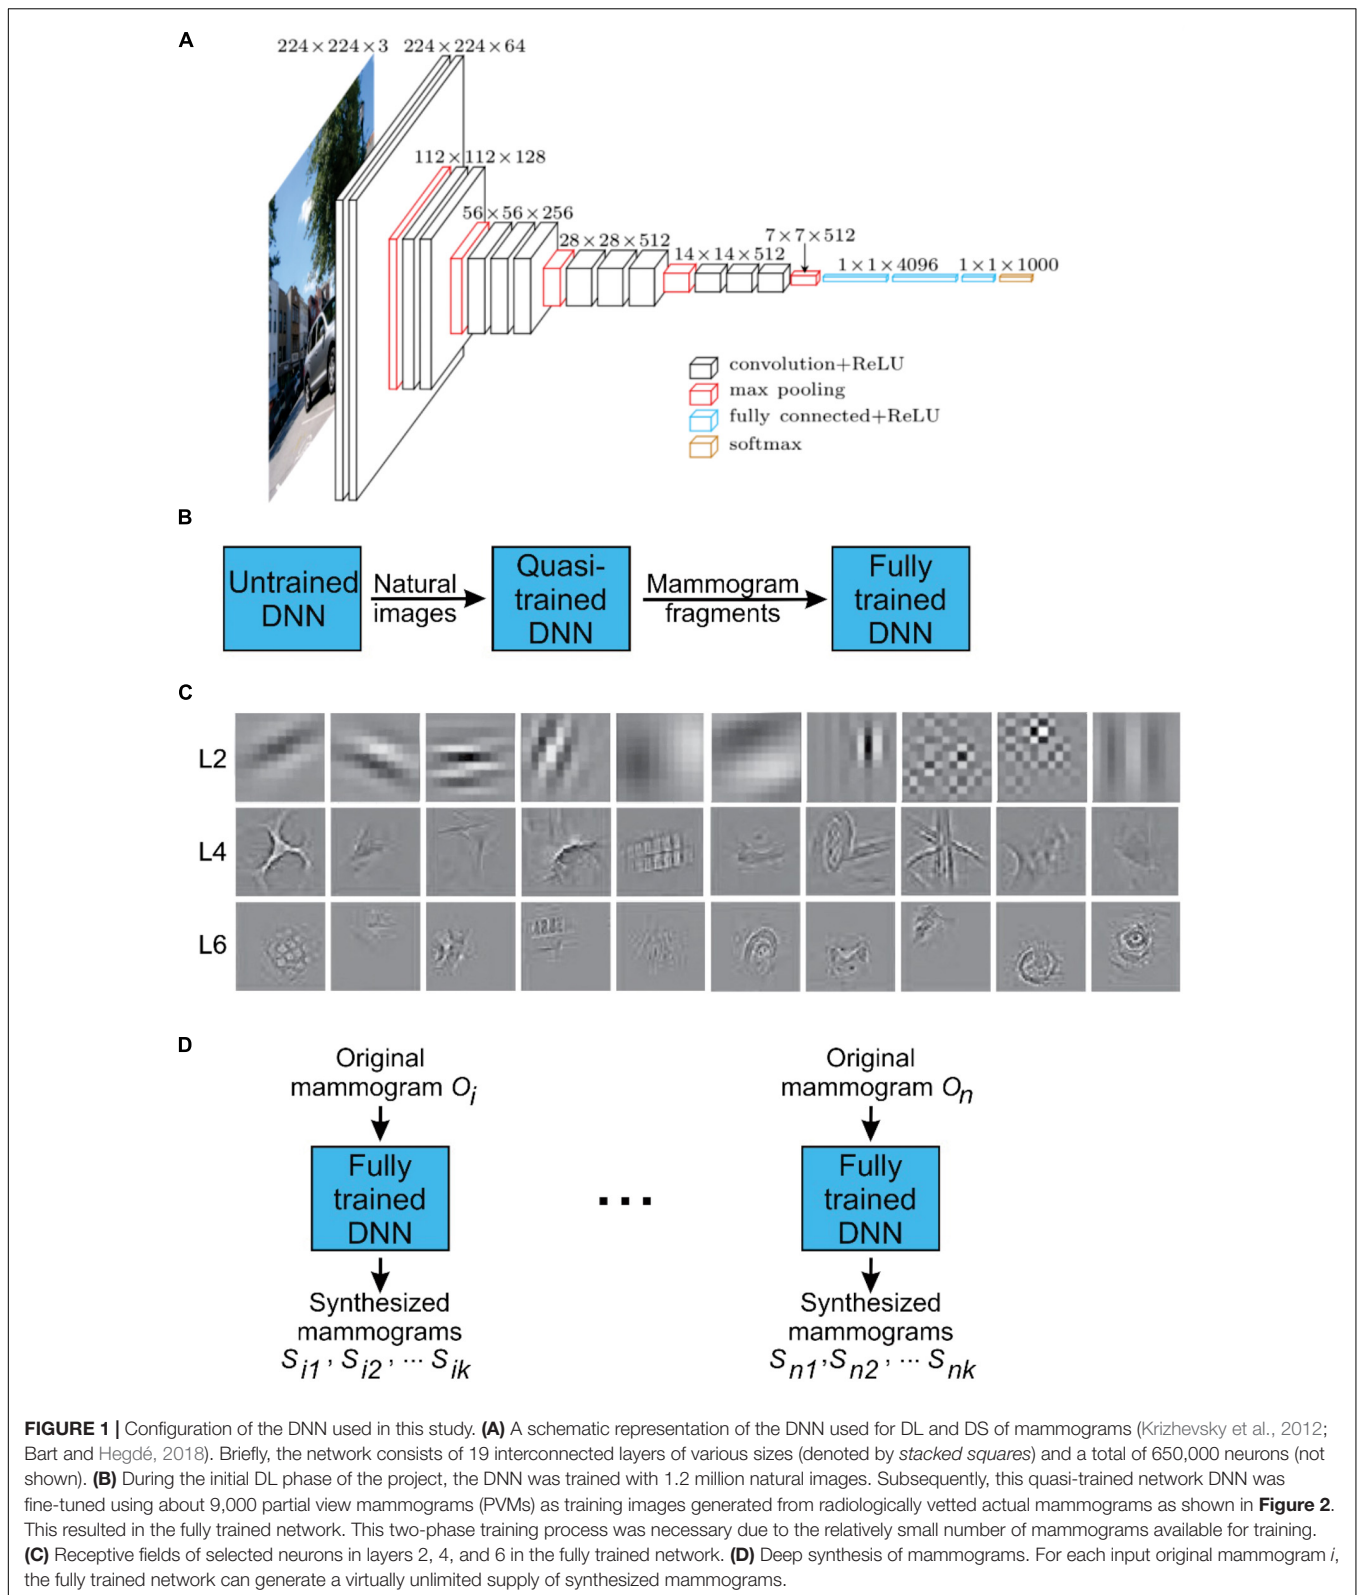 A
224×224×3
224×224×64
112×112×128
56×56×256
28×28×512
14×14×512
7×7×512
1×1×4096
1×1×1000
convolution+ReLU
max pooling
fully connected+ReLU
softmax
B
Untrained
DNN
Natural
images
Quasi-
trained
DNN
Mammogram
fragments
Fully
trained
DNN
C
L2
L4
L6
D
Original
mammogram Oi
Fully
trained
DNN
Synthesized
mammograms
Si1, Si2, ... Sik
...
Original
mammogram On
Fully
trained
DNN
Synthesized
mammograms
Sn1,Sn2, ... Snk
FIGURE 1 | Configuration of the DNN used in this study. (A) A schematic representation of the DNN used for DL and DS of mammograms (Krizhevsky et al., 2012;
Bart and Hegdé, 2018). Briefly, the network consists of 19 interconnected layers of various sizes (denoted by stacked squares) and a total of 650,000 neurons (not
shown). (B) During the initial DL phase of the project, the DNN was trained with 1.2 million natural images. Subsequently, this quasi-trained network DNN was
fine-tuned using about 9,000 partial view mammograms (PVMs) as training images generated from radiologically vetted actual mammograms as shown in Figure 2.
This resulted in the fully trained network. This two-phase training process was necessary due to the relatively small number of mammograms available for training.
(C) Receptive fields of selected neurons in layers 2, 4, and 6 in the fully trained network. (D) Deep synthesis of mammograms. For each input original mammogram i,
the fully trained network can generate a virtually unlimited supply of synthesized mammograms.